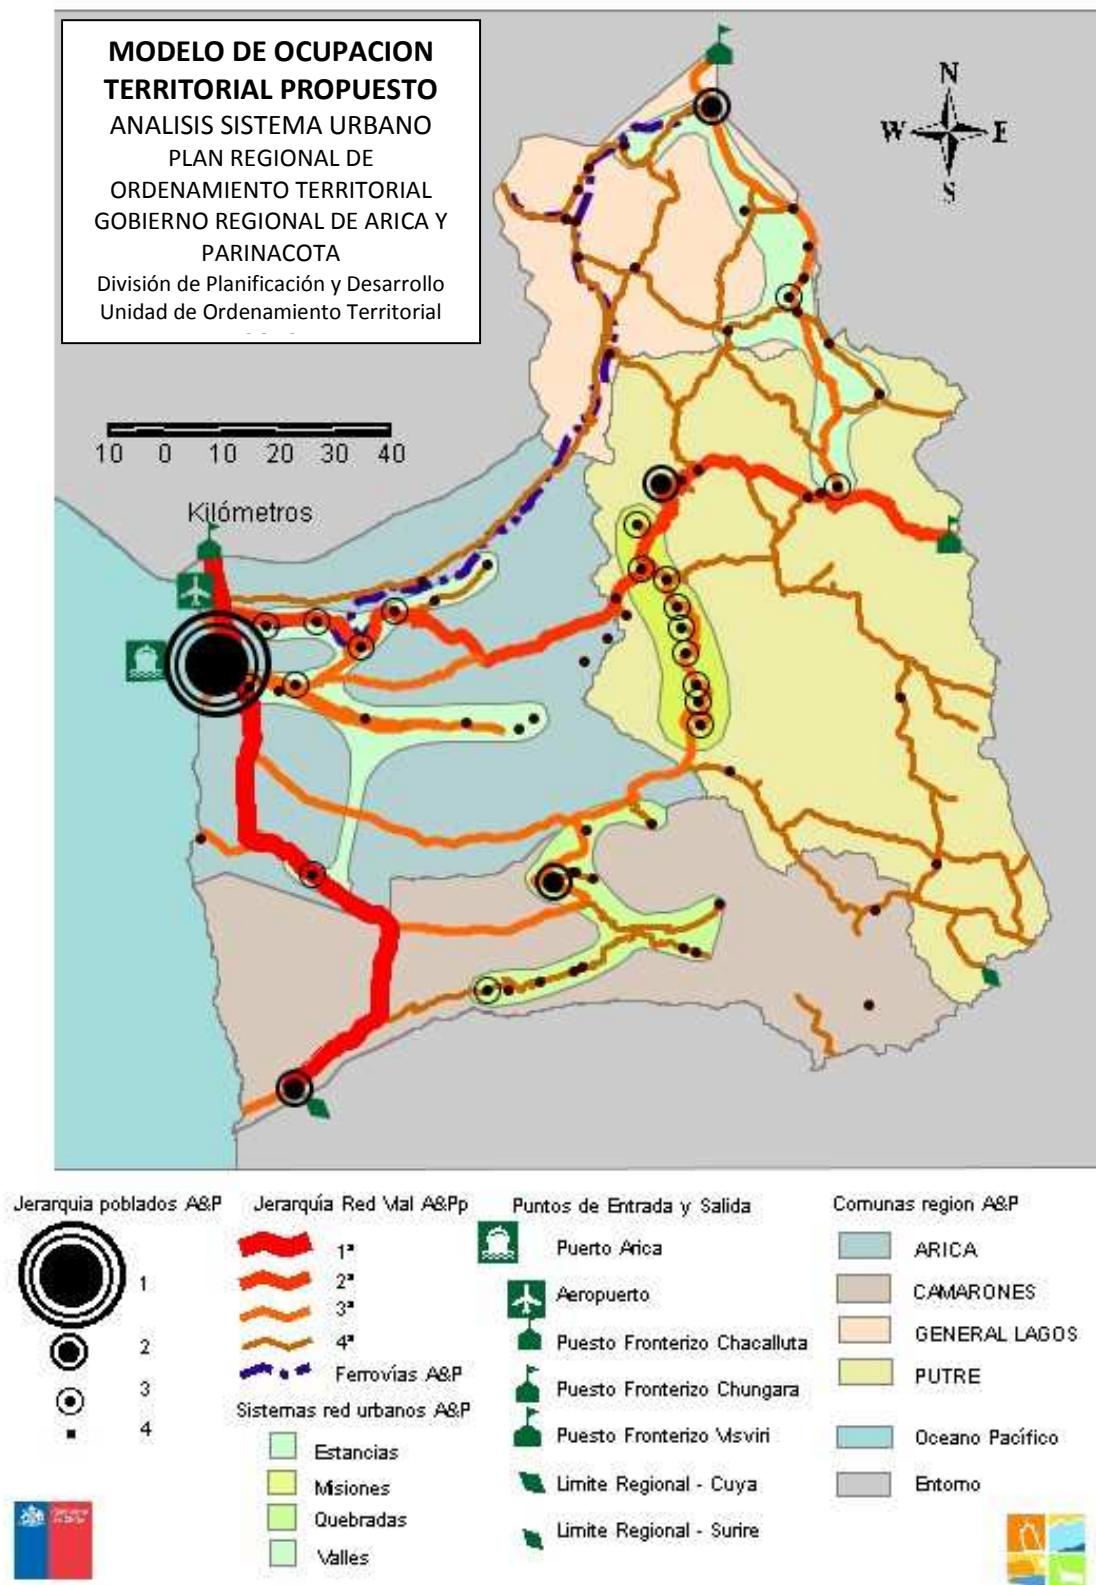 MODELO DE OCUPACION
TERRITORIAL PROPUESTO
ANALISIS SISTEMA URBANO
PLAN REGIONAL DE
ORDENAMIENTO TERRITORIAL
GOBIERNO REGIONAL DE ARICA Y
PARINACOTA
División de Planificación y Desarrollo
Unidad de Ordenamiento Territorial
N
W E
S
10 0 10 20 30 40
Kilómetros
Jerarquia poblados A&P
1
2
3
4
Jerarquía Red Vial A&Pp
1ª
2ª
3ª
4ª
Ferrovías A&P
Sistemas red urbanos A&P
Estancias
Misiones
Quebradas
Valles
Puntos de Entrada y Salida
Puerto Arica
Aeropuerto
Puesto Fronterizo Chacalluta
Puesto Fronterizo Chungara
Puesto Fronterizo Visviri
Limite Regional - Cuya
Limite Regional - Surire
Comunas region A&P
ARICA
CAMARONES
GENERAL LAGOS
PUTRE
Oceano Pacífico
Entorno